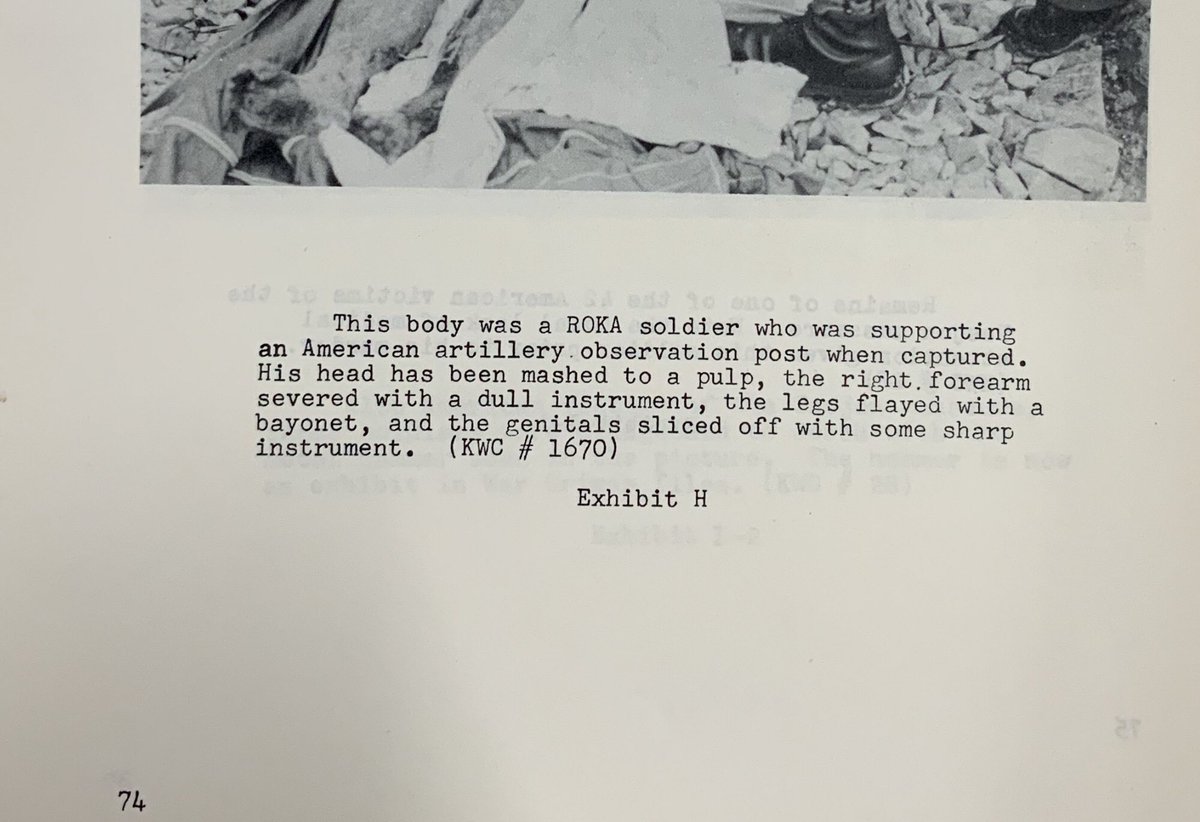 This body was a ROKA soldier who was supporting
an American artillery observation post when captured.
His head has been mashed to a pulp, the right forearm
severed with a dull instrument, the legs flayed with a
bayonet, and the genitals sliced off with some sharp
instrument. (KWC # 1670)
Exhibit H
74